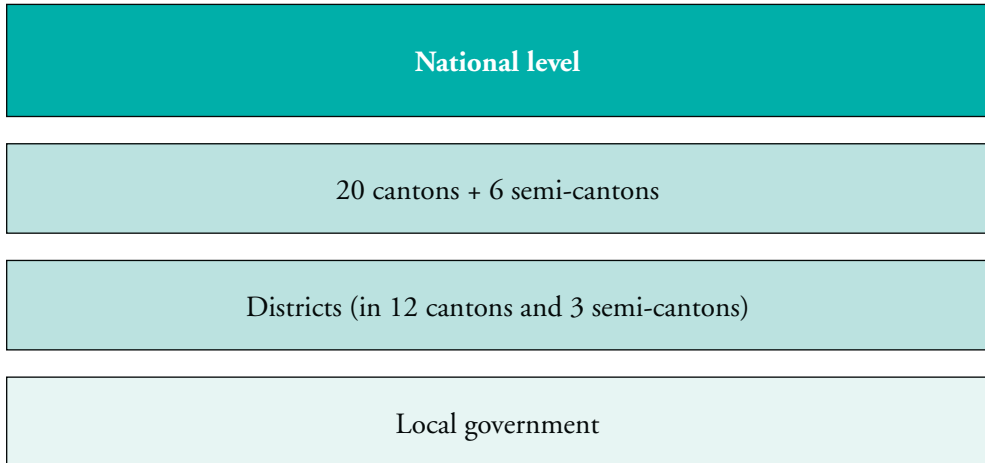 National level
20 cantons + 6 semi-cantons
Districts (in 12 cantons and 3 semi-cantons)
Local government